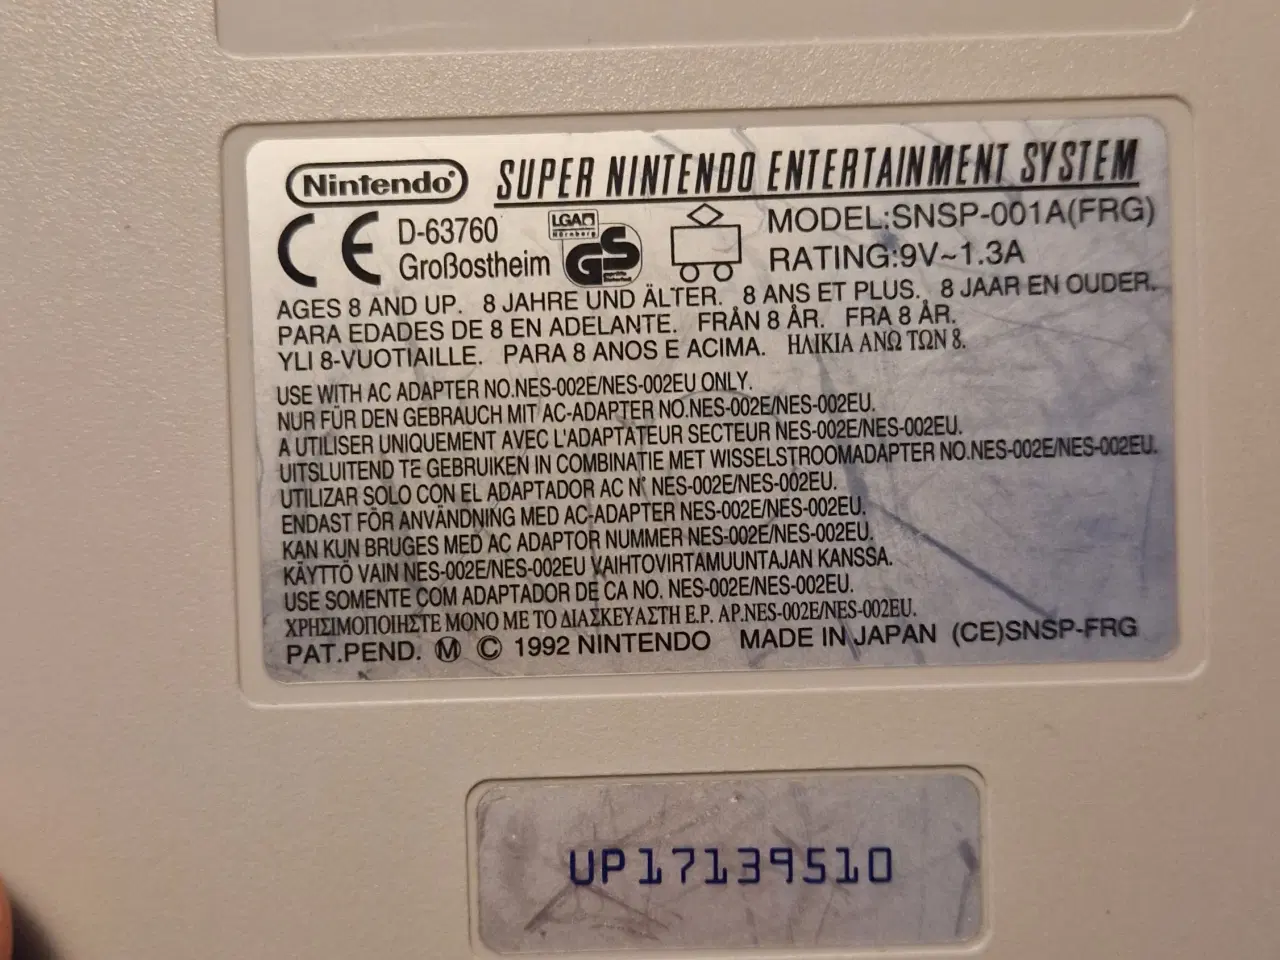 Nintendo® SUPER NINTENDO ENTERTAINMENT SYSTEM
CE D-63760 LGA MODEL:SNSP-001A(FRG)
Großostheim Nürnberg GS geprüfte Sicherheit RATING:9V~1.3A
AGES 8 AND UP. 8 JAHRE UND ÄLTER. 8 ANS ET PLUS. 8 JAAR EN OUDER.
PARA EDADES DE 8 EN ADELANTE. FRÅN 8 ÅR. FRA 8 ÅR.
YLI 8-VUOTIAILLE. PARA 8 ANOS E ACIMA. ΗΛΙΚΙΑ ΑΝΩ ΤΩΝ 8.
USE WITH AC ADAPTER NO.NES-002E/NES-002EU ONLY.
NUR FÜR DEN GEBRAUCH MIT AC-ADAPTER NO.NES-002E/NES-002EU.
A UTILISER UNIQUEMENT AVEC L'ADAPTATEUR SECTEUR NES-002E/NES-002EU.
UITSLUITEND TE GEBRUIKEN IN COMBINATIE MET WISSELSTROOMADAPTER NO.NES-002E/NES-002EU.
UTILIZAR SOLO CON EL ADAPTADOR AC N° NES-002E/NES-002EU.
ENDAST FÖR ANVÄNDNING MED AC-ADAPTER NES-002E/NES-002EU.
KAN KUN BRUGES MED AC ADAPTOR NUMMER NES-002E/NES-002EU.
KÄYTTÖ VAIN NES-002E/NES-002EU VAIHTOVIRTAMUUNTAJAN KANSSA.
USE SOMENTE COM ADAPTADOR DE CA NO. NES-002E/NES-002EU.
ΧΡΗΣΙΜΟΠΟΙΗΣΤΕ ΜΟΝΟ ΜΕ ΤΟ ΔΙΑΣΚΕΥΑΣΤΗ Ε.Ρ. ΑΡ.NES-002E/NES-002EU.
PAT.PEND. Ⓜ © 1992 NINTENDO MADE IN JAPAN (CE)SNSP-FRG
UP17139510